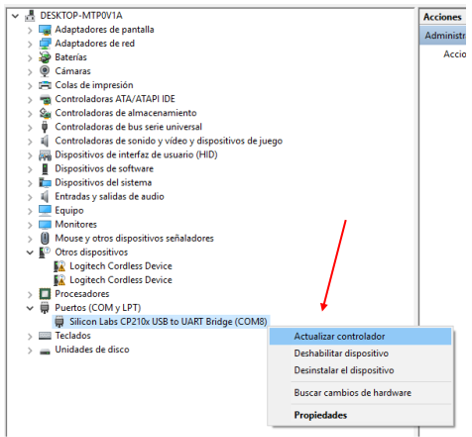 DESKTOP-MTP0V1A
Adaptadores de pantalla
Adaptadores de red
Baterías
Cámaras
Colas de impresión
Controladoras ATA/ATAPI IDE
Controladoras de almacenamiento
Controladoras de bus serie universal
Controladoras de sonido y vídeo y dispositivos de juego
Dispositivos de interfaz de usuario (HID)
Dispositivos de software
Dispositivos del sistema
Entradas y salidas de audio
Equipo
Monitores
Mouse y otros dispositivos señaladores
Otros dispositivos
Logitech Cordless Device
Logitech Cordless Device
Procesadores
Puertos (COM y LPT)
Silicon Labs CP210x USB to UART Bridge (COM8)
Teclados
Unidades de disco
Actualizar controlador
Deshabilitar dispositivo
Desinstalar el dispositivo
Buscar cambios de hardware
Propiedades
Acciones
Administr
Accio